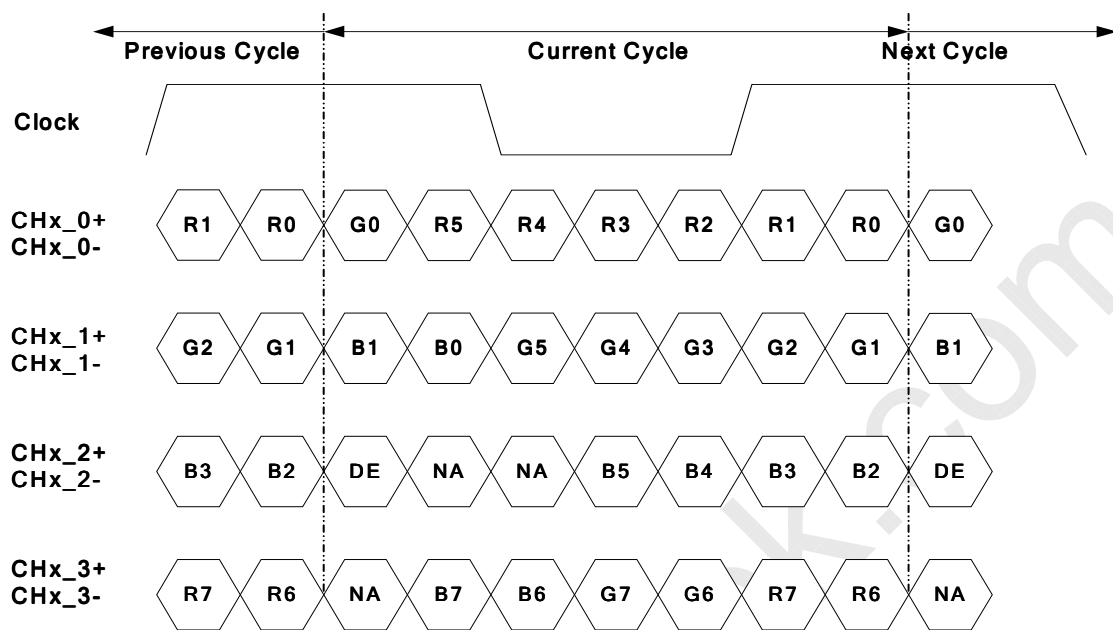 Previous Cycle Current Cycle Next Cycle
Clock
CHx_0+
CHx_0-
R1 R0 G0 R5 R4 R3 R2 R1 R0 G0
CHx_1+
CHx_1-
G2 G1 B1 B0 G5 G4 G3 G2 G1 B1
CHx_2+
CHx_2-
B3 B2 DE NA NA B5 B4 B3 B2 DE
CHx_3+
CHx_3-
R7 R6 NA B7 B6 G7 G6 R7 R6 NA
k.com